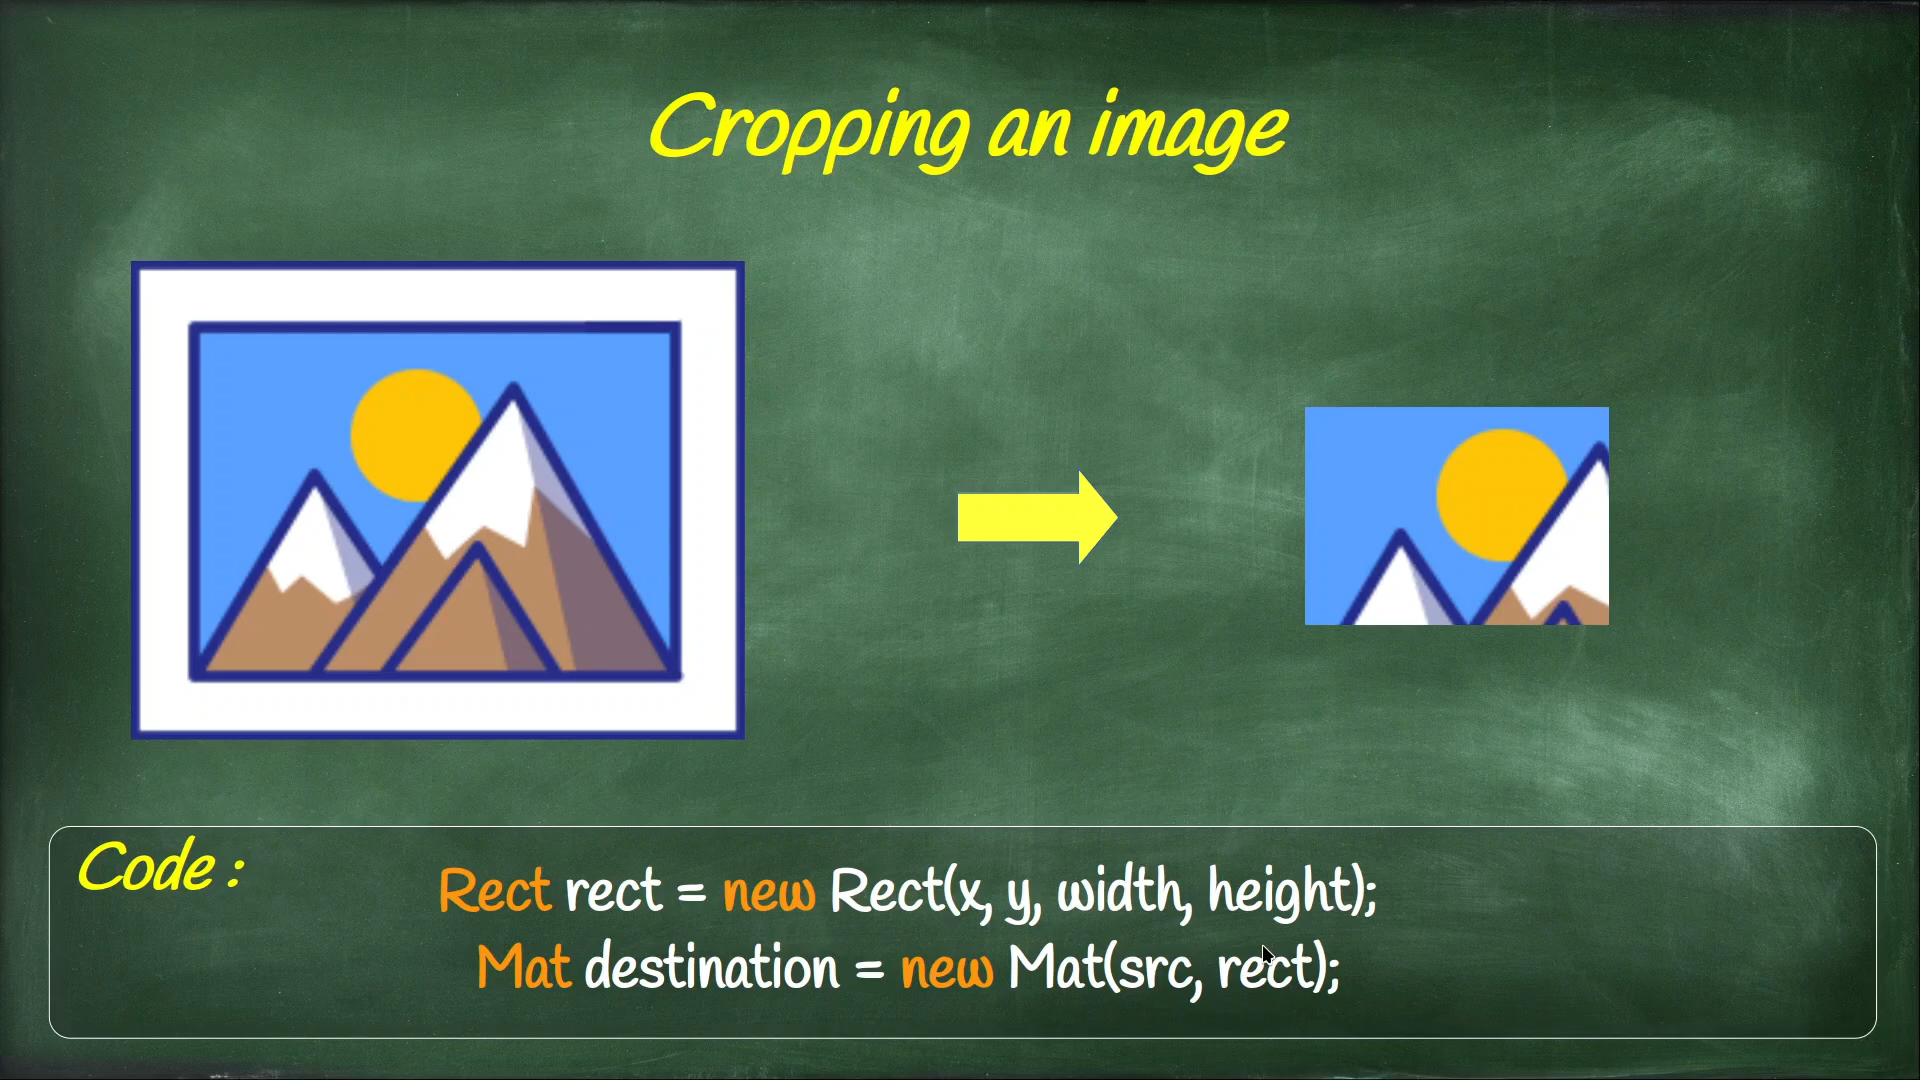 Cropping an image
Code :
Rect rect = new Rect(x, y, width, height);
Mat destination = new Mat(src, rect);